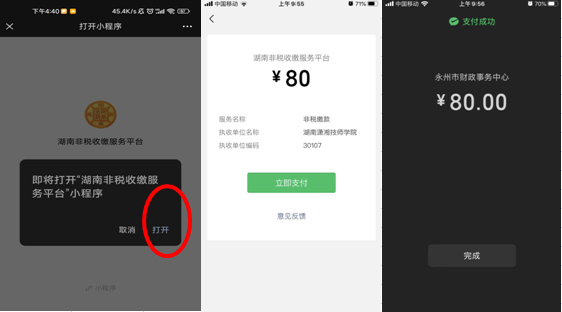 下午4:40
45.4K/s
打开小程序
湖南非税收缴服务平台
即将打开“湖南非税收缴服
务平台”小程序
取消
打开
小程序
中国移动
上午9:55
71%
湖南非税收缴服务平台
¥80
服务名称
非税缴款
执收单位名称
湖南潇湘技师学院
执收单位编码
30107
立即支付
意见反馈
中国移动
上午9:56
70%
支付成功
永州市财政事务中心
¥80.00
完成